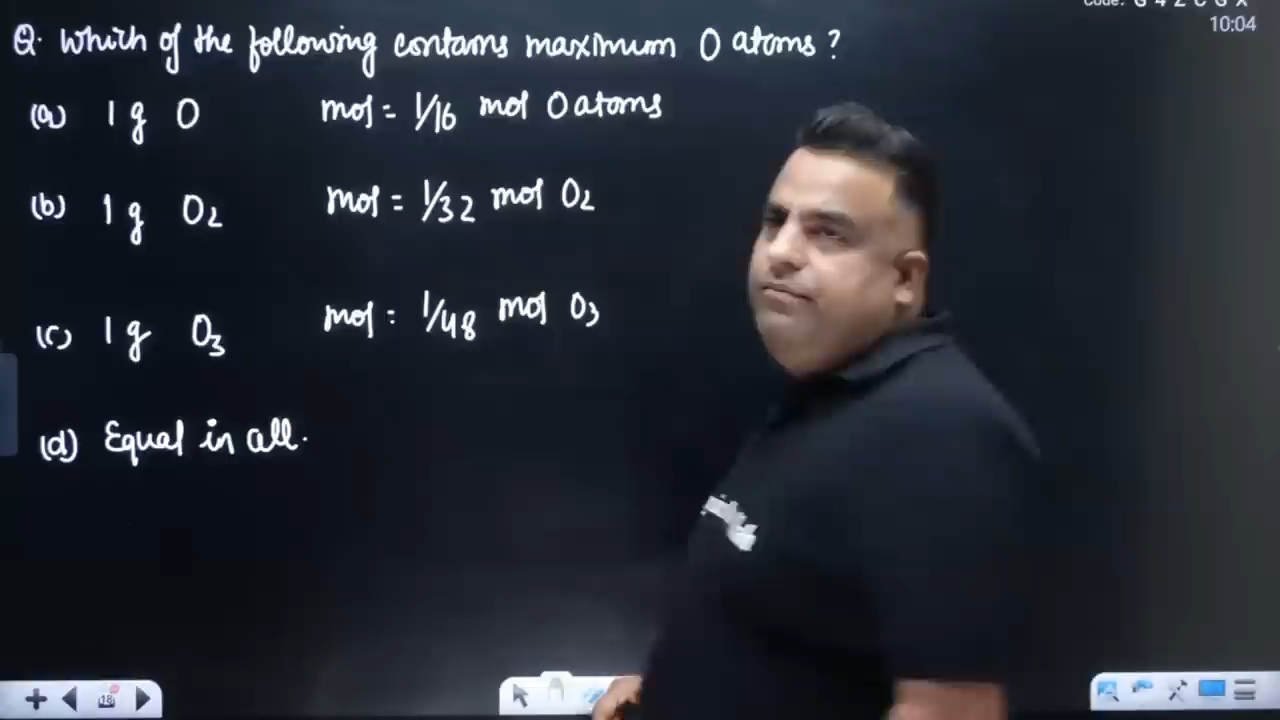 10:04
Q. Which of the following contains maximum O atoms ?
(a) 1 g O mol = 1/16 mol O atoms
(b) 1 g O2 mol = 1/32 mol O2
(c) 1 g O3 mol = 1/48 mol O3
(d) Equal in all.
18